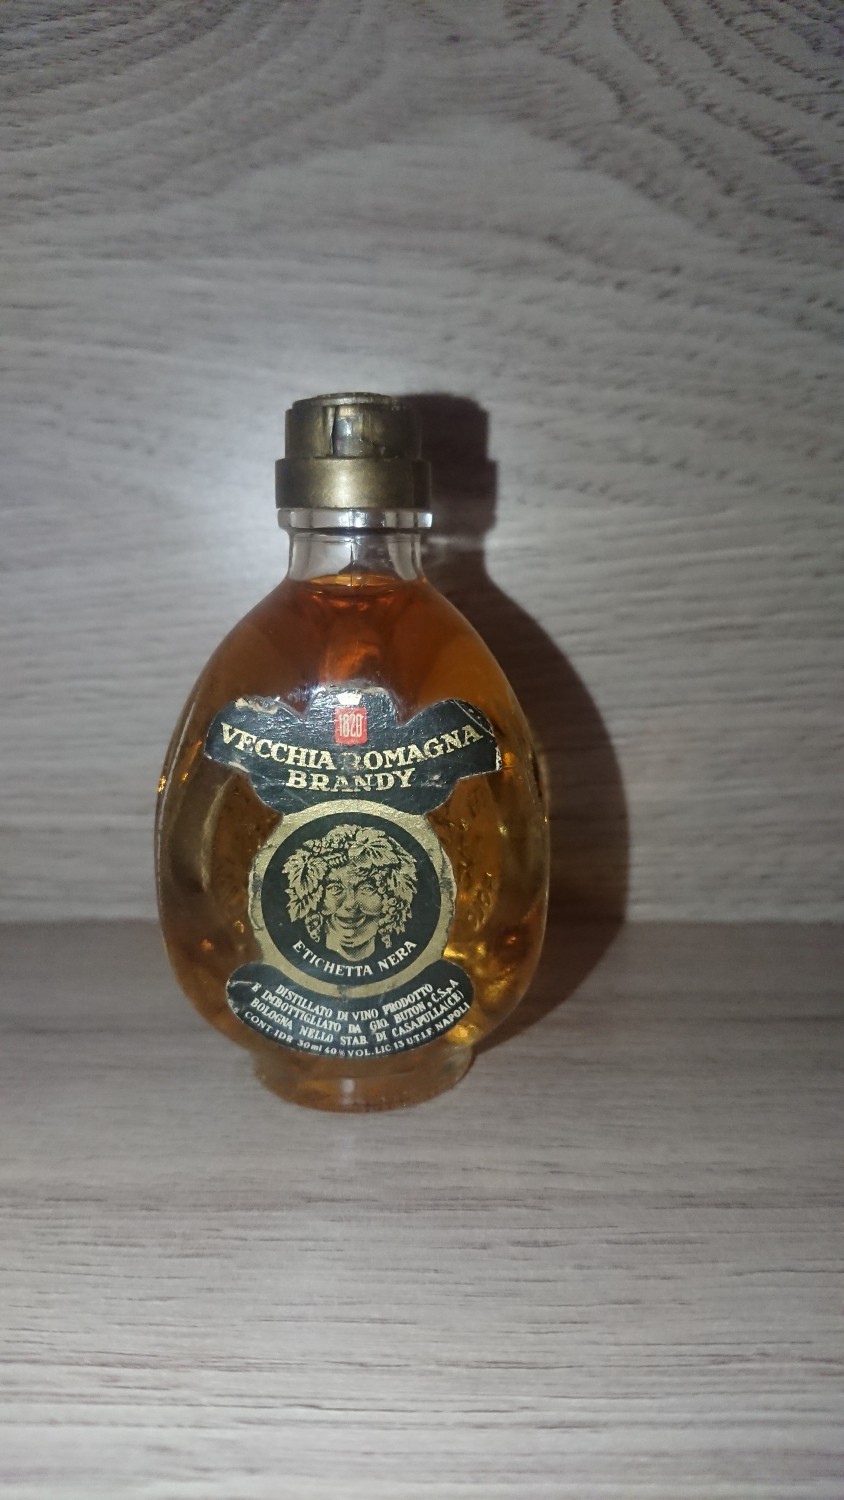 1820
VECCHIA ROMAGNA
BRANDY
ETICHETTA NERA
DISTILLATO DI VINO PRODOTTO
E IMBOTTIGLIATO DA GIO. BUTON • C.S.p.A
BOLOGNA NELLO STAB. DI CASAPULLA (CE)
CONT. IDR 30 ml 40% VOL. LIC 13 U.T.I.F. NAPOLI